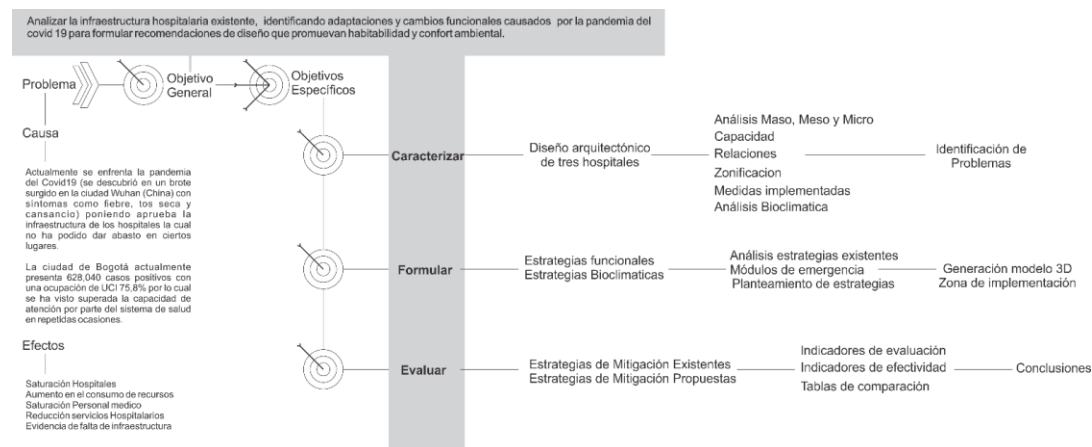 Analizar la infraestructura hospitalaria existente, identificando adaptaciones y cambios funcionales causados por la pandemia del
covid 19 para formular recomendaciones de diseño que promuevan habitabilidad y confort ambiental.
Problema
Objetivo
General
Objetivos
Específicos
Causa
Actualmente se enfrenta la pandemia
del Covid19 (se descubrió en un brote
surgido en la ciudad Wuhan (China) con
síntomas como fiebre, tos seca y
cansancio) poniendo aprueba la
infraestructura de los hospitales la cual
no ha podido dar abasto en ciertos
lugares.
La ciudad de Bogotá actualmente
presenta 628,040 casos positivos con
una ocupación de UCI 75,8% por lo cual
se ha visto superada la capacidad de
atención por parte del sistema de salud
en repetidas ocasiones.
Efectos
Saturación Hospitales
Aumento en el consumo de recursos
Saturación Personal medico
Reducción servicios Hospitalarios
Evidencia de falta de infraestructura
Caracterizar
Diseño arquitectónico
de tres hospitales
Análisis Maso, Meso y Micro
Capacidad
Relaciones
Zonificacion
Medidas implementadas
Análisis Bioclimatica
Identificación de
Problemas
Formular
Estrategias funcionales
Estrategias Bioclimaticas
Análisis estrategias existentes
Módulos de emergencia
Planteamiento de estrategias
Generación modelo 3D
Zona de implementación
Evaluar
Estrategias de Mitigación Existentes
Estrategias de Mitigación Propuestas
Indicadores de evaluación
Indicadores de efectividad
Tablas de comparación
Conclusiones